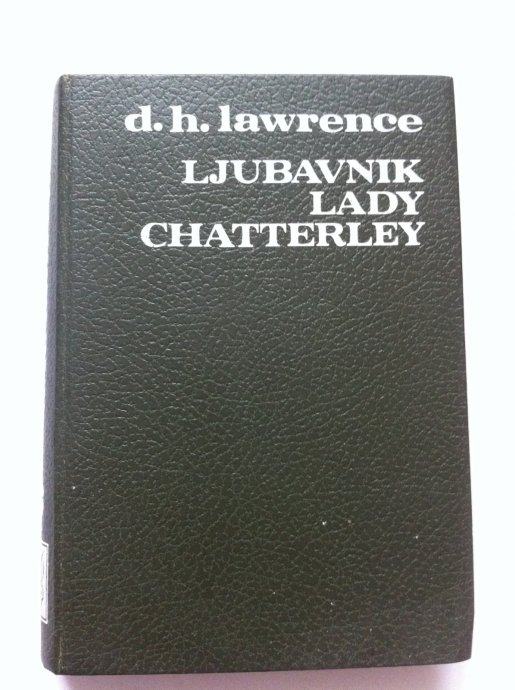 d.h. lawrence
LJUBAVNIK
LADY
CHATTERLEY